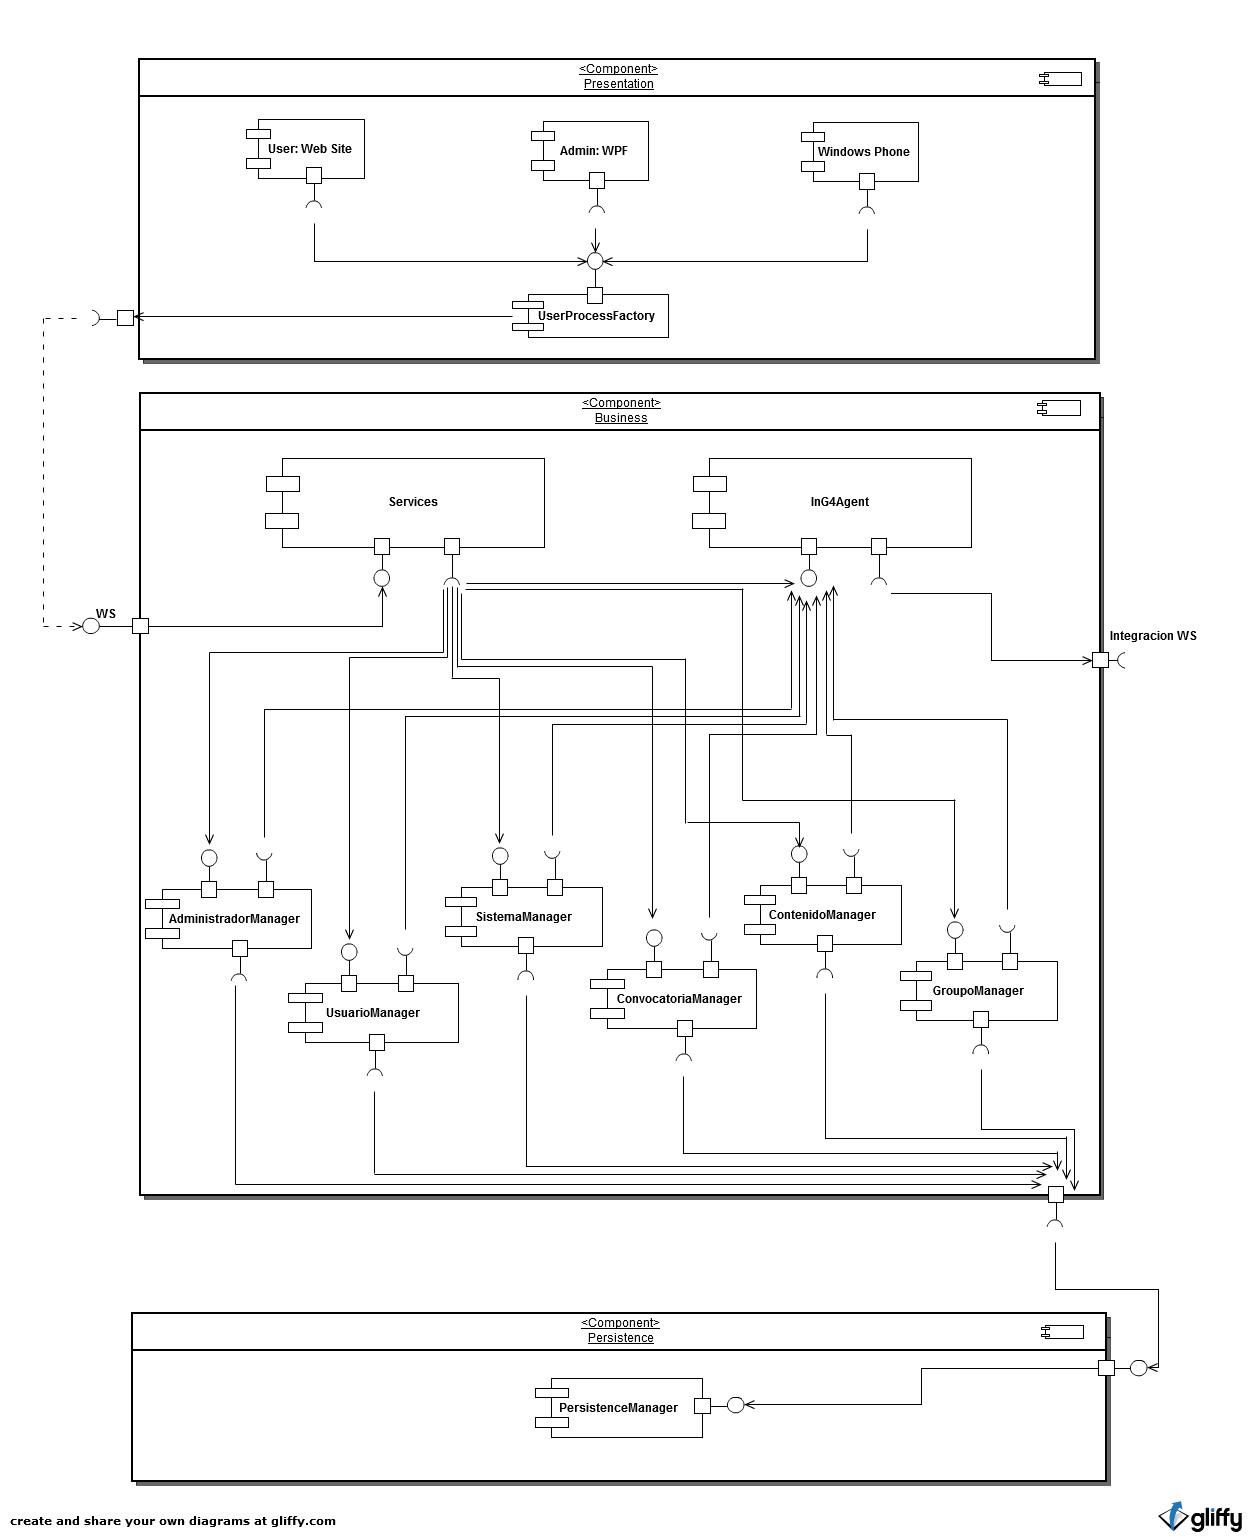 <Component>
Presentation
User: Web Site
Admin: WPF
Windows Phone
UserProcessFactory
<Component>
Business
Services
InG4Agent
WS
Integracion WS
AdministradorManager
SistemaManager
ContenidoManager
UsuarioManager
ConvocatoriaManager
GroupoManager
<Component>
Persistence
PersistenceManager
create and share your own diagrams at gliffy.com
gliffy